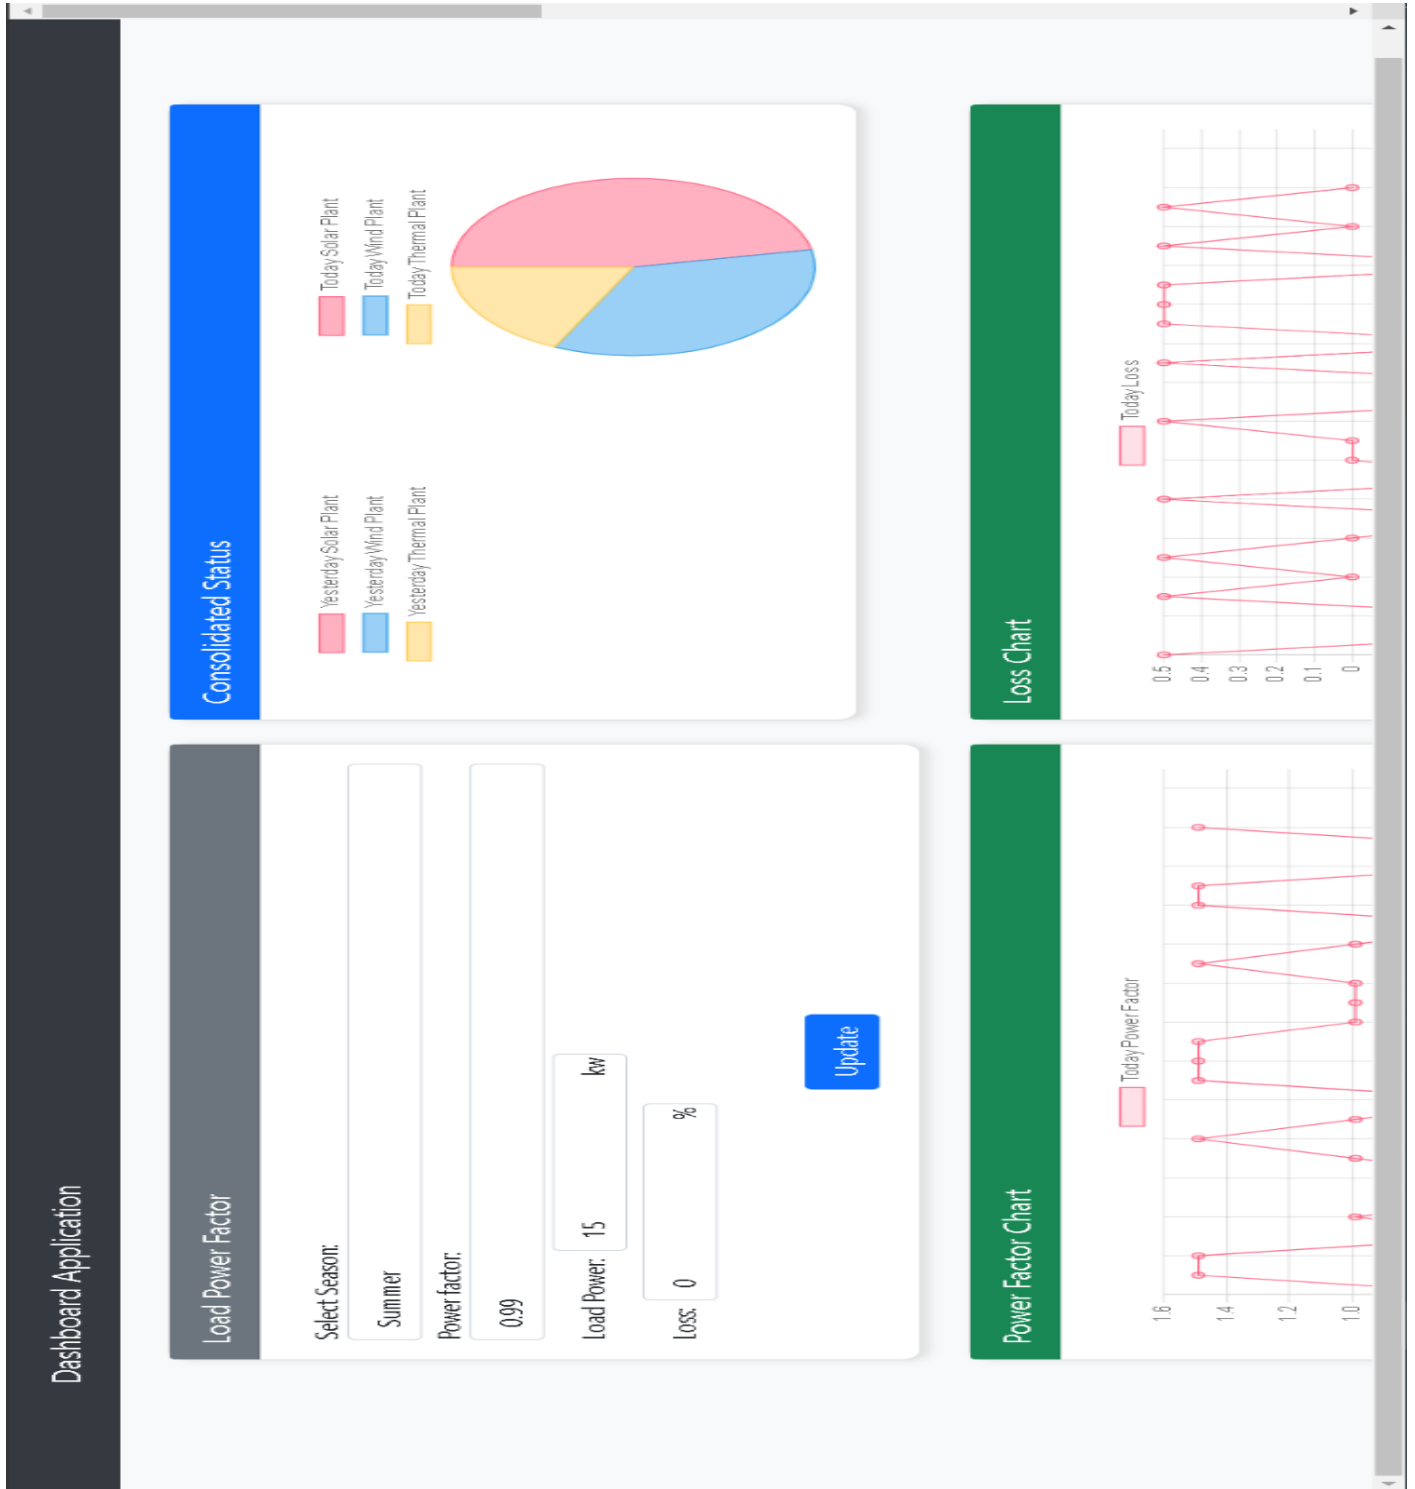 Dashboard Application
Load Power Factor
Select Season:
Summer
Power factor:
0.99
Load Power: 15 kw
Loss: 0 %
Update
Consolidated Status
Yesterday Solar Plant
Yesterday Wind Plant
Yesterday Thermal Plant
Today Solar Plant
Today Wind Plant
Today Thermal Plant
Power Factor Chart
Today Power Factor
1.6
1.4
1.2
1.0
Loss Chart
Today Loss
0.5
0.4
0.3
0.2
0.1
0